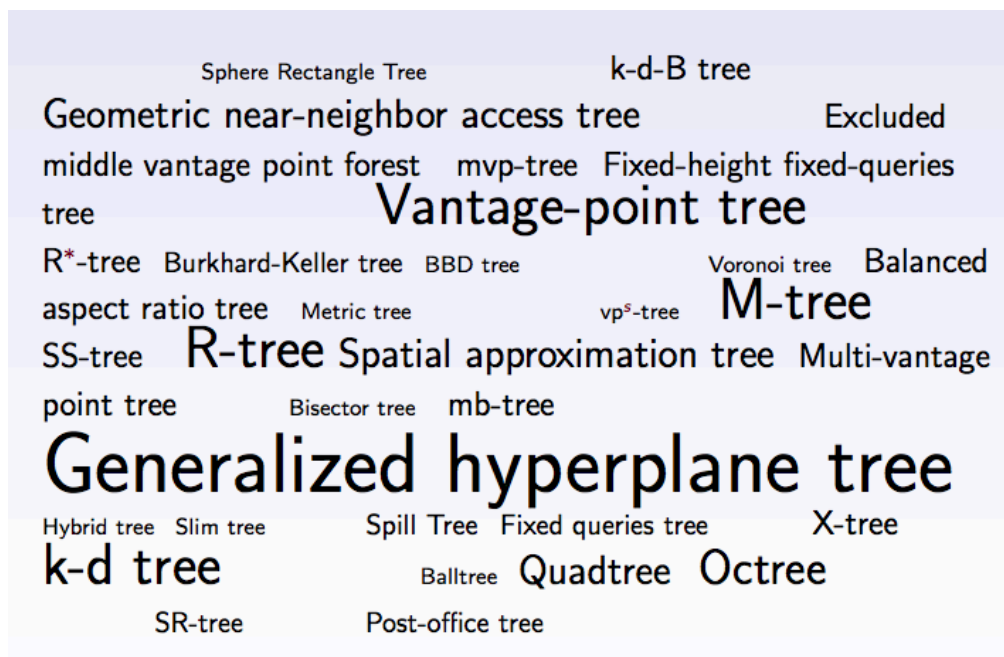 Sphere Rectangle Tree k-d-B tree
Geometric near-neighbor access tree Excluded
middle vantage point forest mvp-tree Fixed-height fixed-queries
tree Vantage-point tree
R*-tree Burkhard-Keller tree BBD tree Voronoi tree Balanced
aspect ratio tree Metric tree vpˢ-tree M-tree
SS-tree R-tree Spatial approximation tree Multi-vantage
point tree Bisector tree mb-tree
Generalized hyperplane tree
Hybrid tree Slim tree Spill Tree Fixed queries tree X-tree
k-d tree Balltree Quadtree Octree
SR-tree Post-office tree